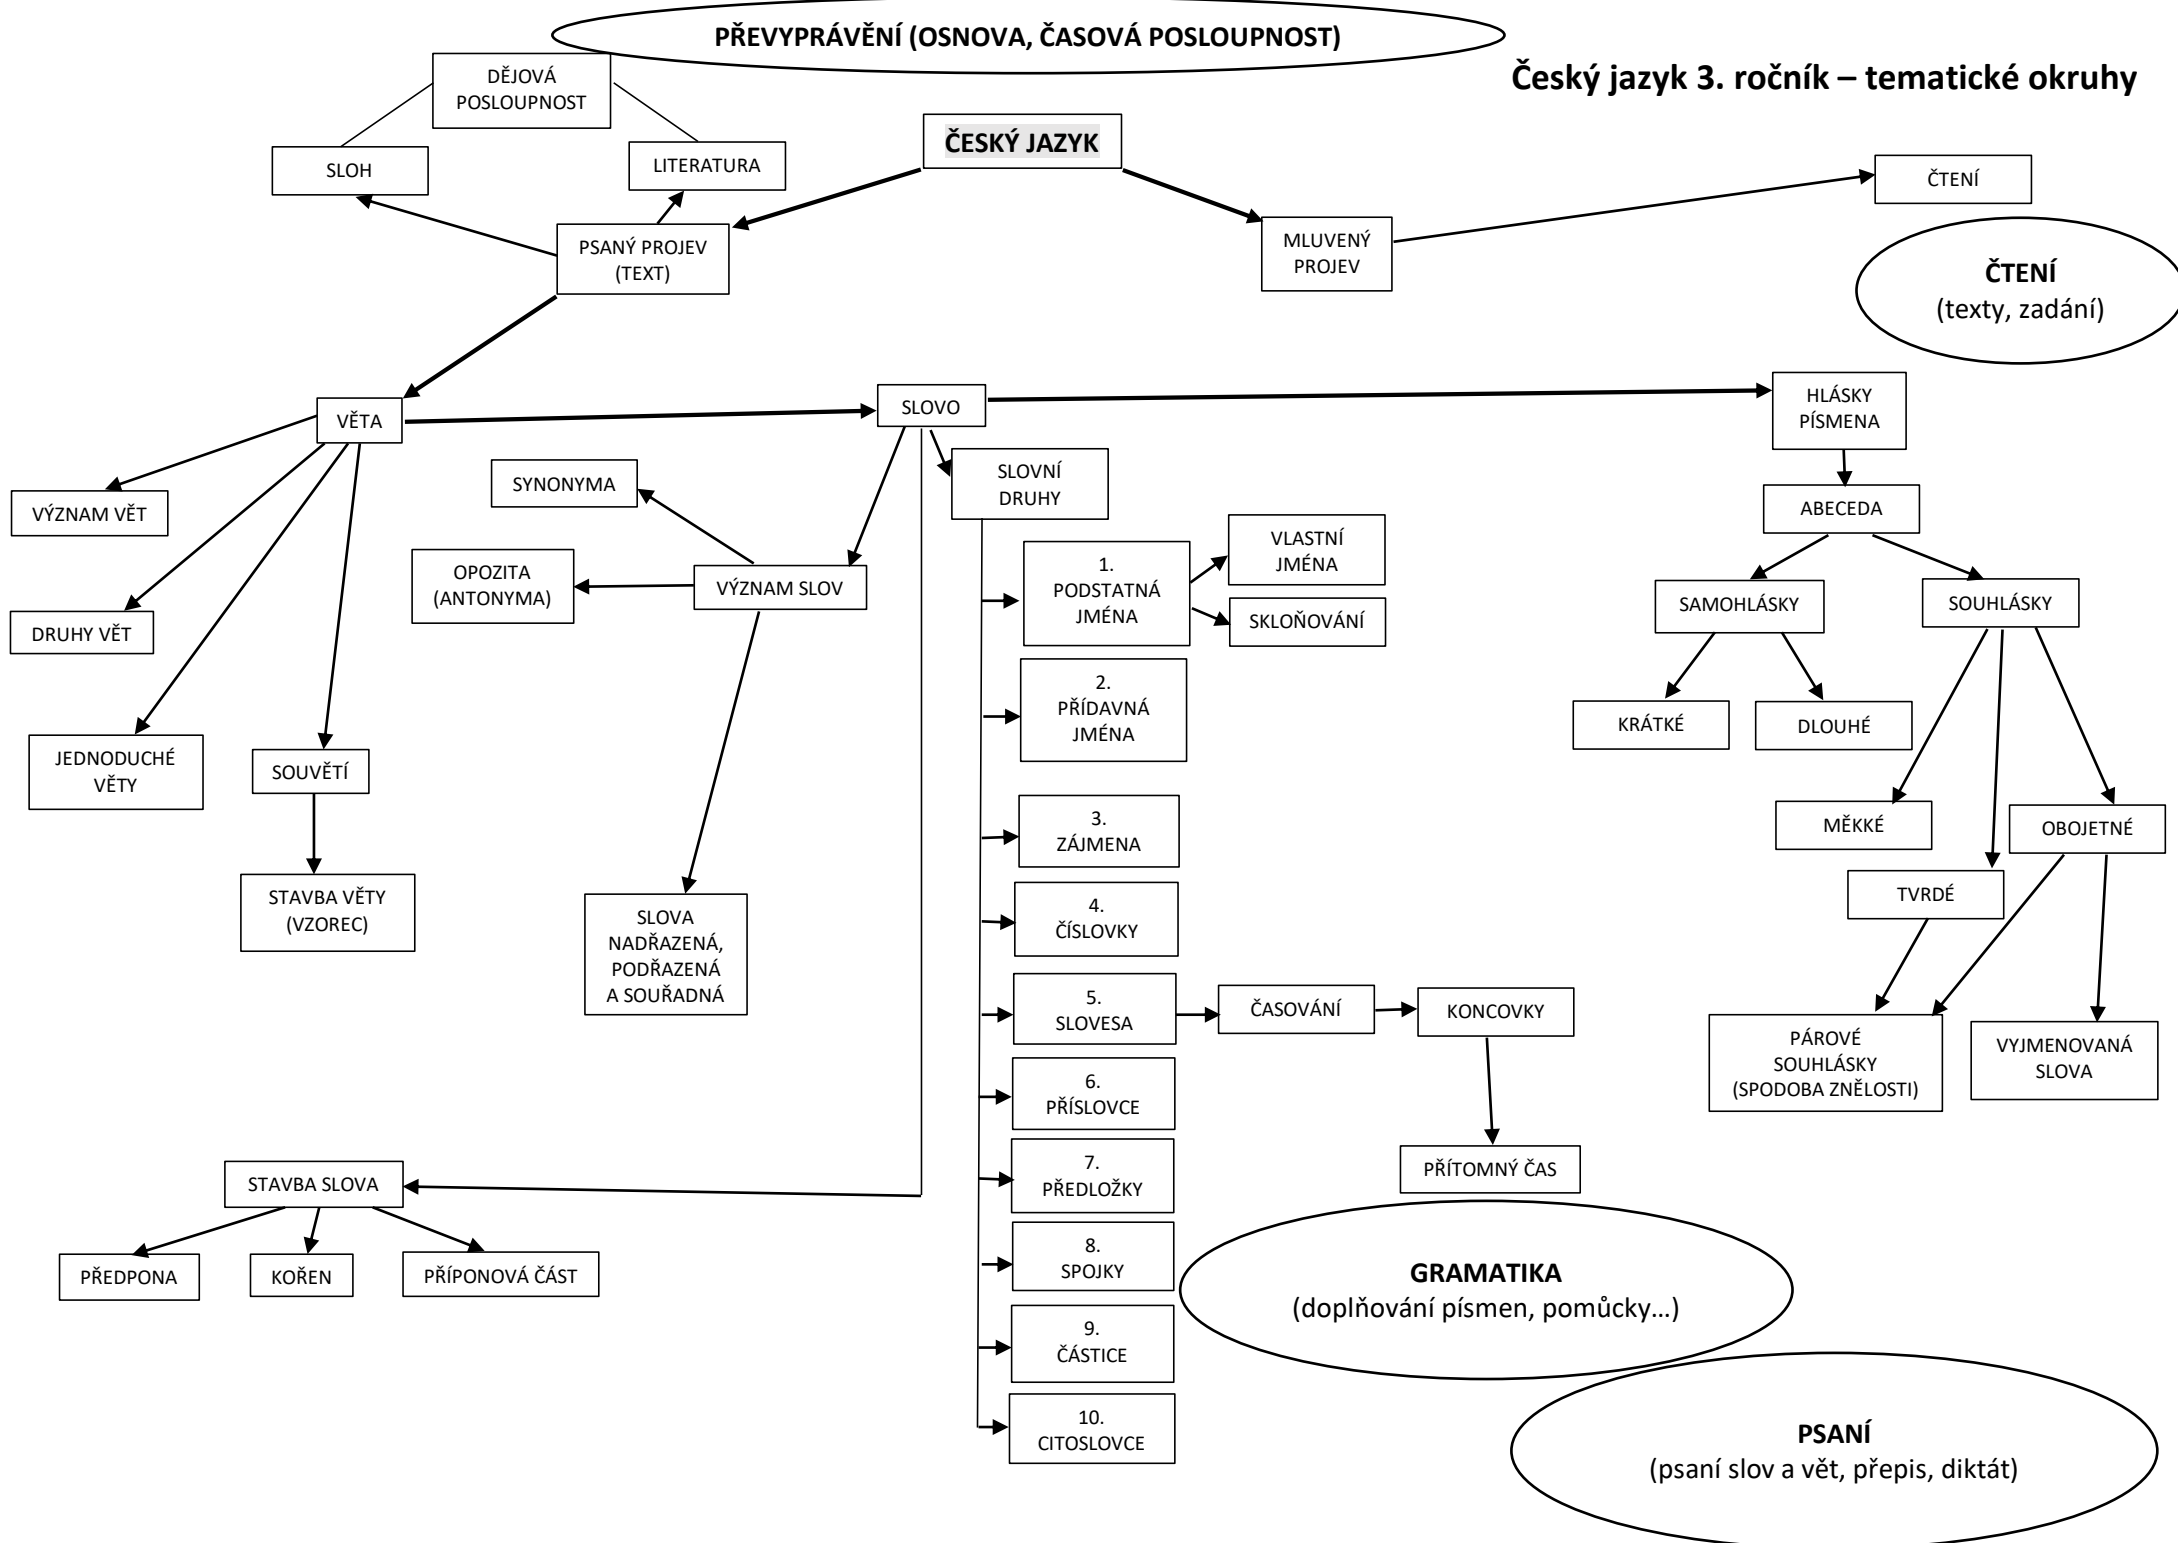 PŘEVYPRÁVĚNÍ (OSNOVA, ČASOVÁ POSLOUPNOST)
Český jazyk 3. ročník – tematické okruhy
DĚJOVÁ
POSLOUPNOST
ČESKÝ JAZYK
SLOH
LITERATURA
ČTENÍ
PSANÝ PROJEV
(TEXT)
MLUVENÝ
PROJEV
ČTENÍ
(texty, zadání)
VĚTA
SLOVO
HLÁSKY
PÍSMENA
VÝZNAM VĚT
SYNONYMA
SLOVNÍ
DRUHY
ABECEDA
DRUHY VĚT
OPOZITA
(ANTONYMA)
VÝZNAM SLOV
1.
PODSTATNÁ
JMÉNA
VLASTNÍ
JMÉNA
SKLOŇOVÁNÍ
SAMOHLÁSKY
SOUHLÁSKY
2.
PŘÍDAVNÁ
JMÉNA
KRÁTKÉ
DLOUHÉ
JEDNODUCHÉ
VĚTY
SOUVĚTÍ
3.
ZÁJMENA
MĚKKÉ
OBOJETNÉ
STAVBA VĚTY
(VZOREC)
SLOVA
NADŘAZENÁ,
PODŘAZENÁ
A SOUŘADNÁ
4.
ČÍSLOVKY
TVRDÉ
5.
SLOVESA
ČASOVÁNÍ
KONCOVKY
PÁROVÉ
SOUHLÁSKY
(SPODOBA ZNĚLOSTI)
VYJMENOVANÁ
SLOVA
6.
PŘÍSLOVCE
7.
PŘEDLOŽKY
PŘÍTOMNÝ ČAS
STAVBA SLOVA
PŘEDPONA
KOŘEN
PŘÍPONOVÁ ČÁST
8.
SPOJKY
GRAMATIKA
(doplňování písmen, pomůcky…)
9.
ČÁSTICE
10.
CITOSLOVCE
PSANÍ
(psaní slov a vět, přepis, diktát)